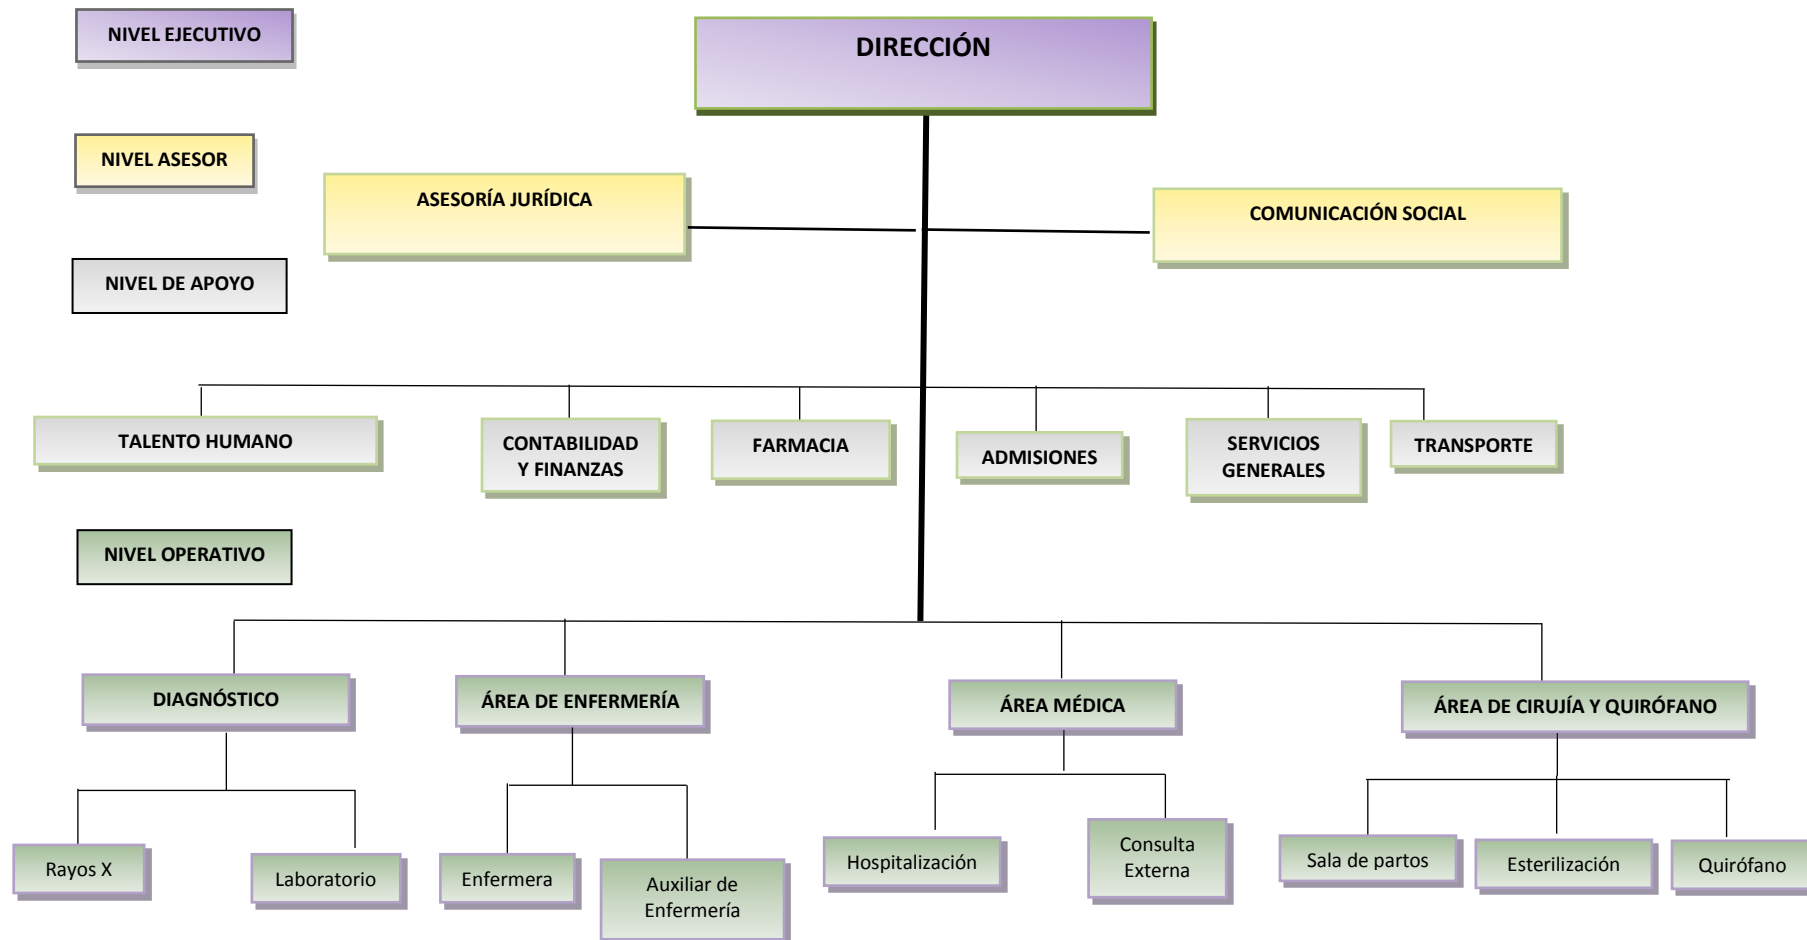 NIVEL EJECUTIVO
DIRECCIÓN
NIVEL ASESOR
ASESORÍA JURÍDICA
COMUNICACIÓN SOCIAL
NIVEL DE APOYO
TALENTO HUMANO
CONTABILIDAD
Y FINANZAS
FARMACIA
ADMISIONES
SERVICIOS
GENERALES
TRANSPORTE
NIVEL OPERATIVO
DIAGNÓSTICO
ÁREA DE ENFERMERÍA
ÁREA MÉDICA
ÁREA DE CIRUJÍA Y QUIRÓFANO
Rayos X
Laboratorio
Enfermera
Auxiliar de
Enfermería
Hospitalización
Consulta
Externa
Sala de partos
Esterilización
Quirófano